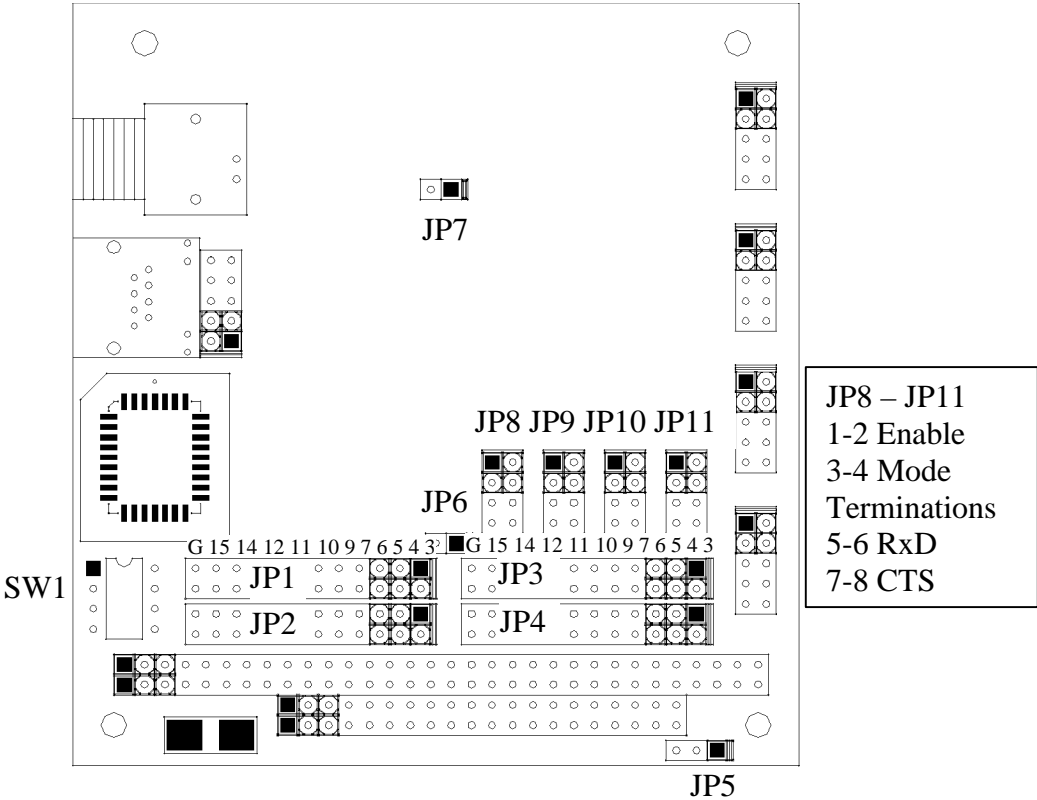 JP7
JP8 JP9 JP10 JP11
JP8 – JP11
1-2 Enable
3-4 Mode
Terminations
5-6 RxD
7-8 CTS
JP6
G 15 14 12 11 10 9 7 6 5 4 3
G 15 14 12 11 10 9 7 6 5 4 3
SW1
JP1
JP3
JP2
JP4
JP5